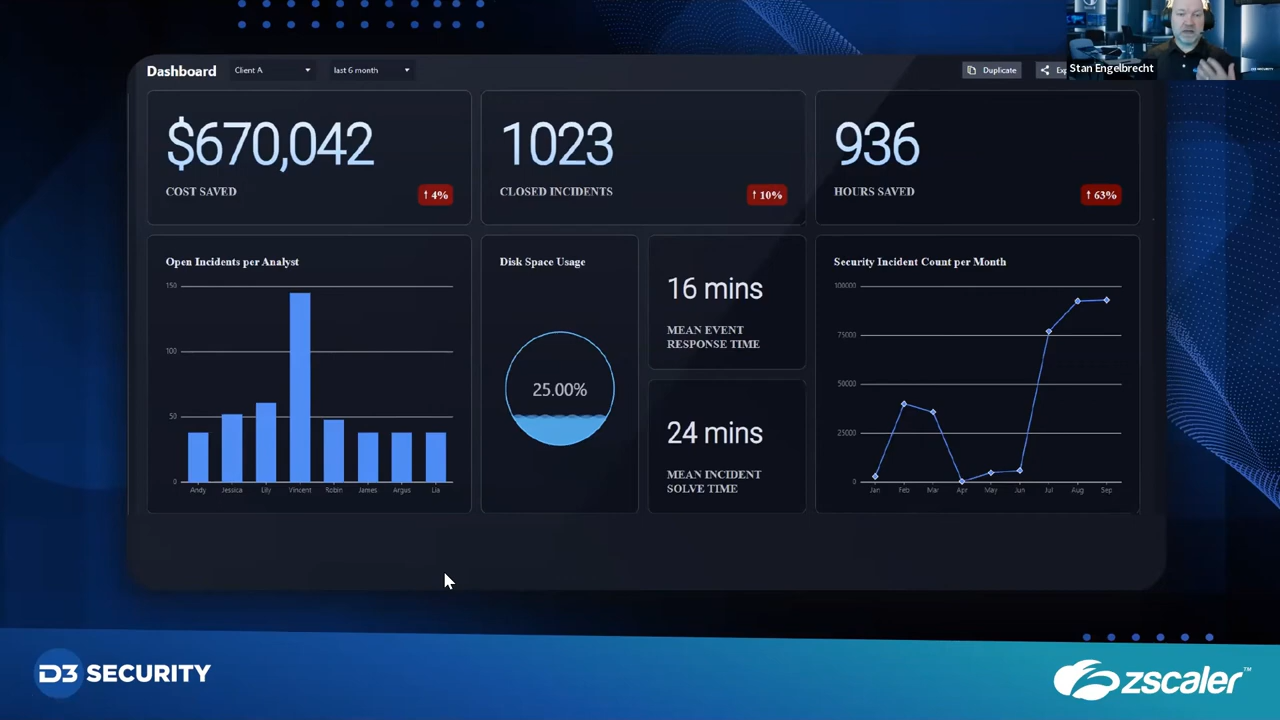 Dashboard
Client A
last 6 month
Duplicate
Stan Engelbrecht
$670,042
COST SAVED
↑ 4%
1023
CLOSED INCIDENTS
↑ 10%
936
HOURS SAVED
↑ 63%
Open Incidents per Analyst
150
100
50
0
Andy Jessica Lily Vincent Robin James Argus Lia
Disk Space Usage
25.00%
16 mins
MEAN EVENT
RESPONSE TIME
24 mins
MEAN INCIDENT
SOLVE TIME
Security Incident Count per Month
100000
75000
50000
25000
0
Jan Feb Mar Apr May Jun Jul Aug Sep
D3 SECURITY
zscaler™